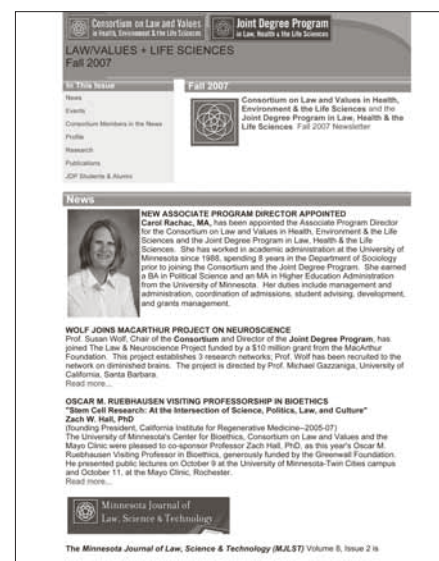 Consortium on Law and Values
in Health, Environment & the Life Sciences
Joint Degree Program
in Law, Health & the Life Sciences
LAW/VALUES + LIFE SCIENCES
Fall 2007
In This Issue
News
Events
Consortium Members in the News
Profile
Research
Publications
JDP Students & Alumni
Fall 2007
Consortium on Law and Values in Health,
Environment & the Life Sciences and the
Joint Degree Program in Law, Health & the
Life Sciences Fall 2007 Newsletter
News
NEW ASSOCIATE PROGRAM DIRECTOR APPOINTED
Carol Rachac, MA, has been appointed the Associate Program Director
for the Consortium on Law and Values in Health, Environment & the Life
Sciences and the Joint Degree Program in Law, Health & the Life
Sciences. She has worked in academic administration at the University of
Minnesota since 1988, spending 8 years in the Department of Sociology
prior to joining the Consortium and the Joint Degree Program. She earned
a BA in Political Science and an MA in Higher Education Administration
from the University of Minnesota. Her duties include management and
administration, coordination of admissions, student advising, development,
and grants management.
WOLF JOINS MACARTHUR PROJECT ON NEUROSCIENCE
Prof. Susan Wolf, Chair of the Consortium and Director of the Joint Degree Program, has
joined The Law & Neuroscience Project funded by a $10 million grant from the MacArthur
Foundation. This project establishes 3 research networks; Prof. Wolf has been recruited to the
network on diminished brains. The project is directed by Prof. Michael Gazzaniga, University of
California, Santa Barbara.
Read more...
OSCAR M. RUEBHAUSEN VISITING PROFESSORSHIP IN BIOETHICS
"Stem Cell Research: At the Intersection of Science, Politics, Law, and Culture"
Zach W. Hall, PhD
(founding President, California Institute for Regenerative Medicine--2005-07)
The University of Minnesota's Center for Bioethics, Consortium on Law and Values and the
Mayo Clinic were pleased to co-sponsor Professor Zach Hall, PhD, as this year's Oscar M.
Ruebhausen Visiting Professor in Bioethics, generously funded by the Greenwall Foundation.
He presented public lectures on October 9 at the University of Minnesota-Twin Cities campus
and October 11, at the Mayo Clinic, Rochester.
Read more...
Minnesota Journal of
Law, Science & Technology
The Minnesota Journal of Law, Science & Technology (MJLST) Volume 8, Issue 2 is